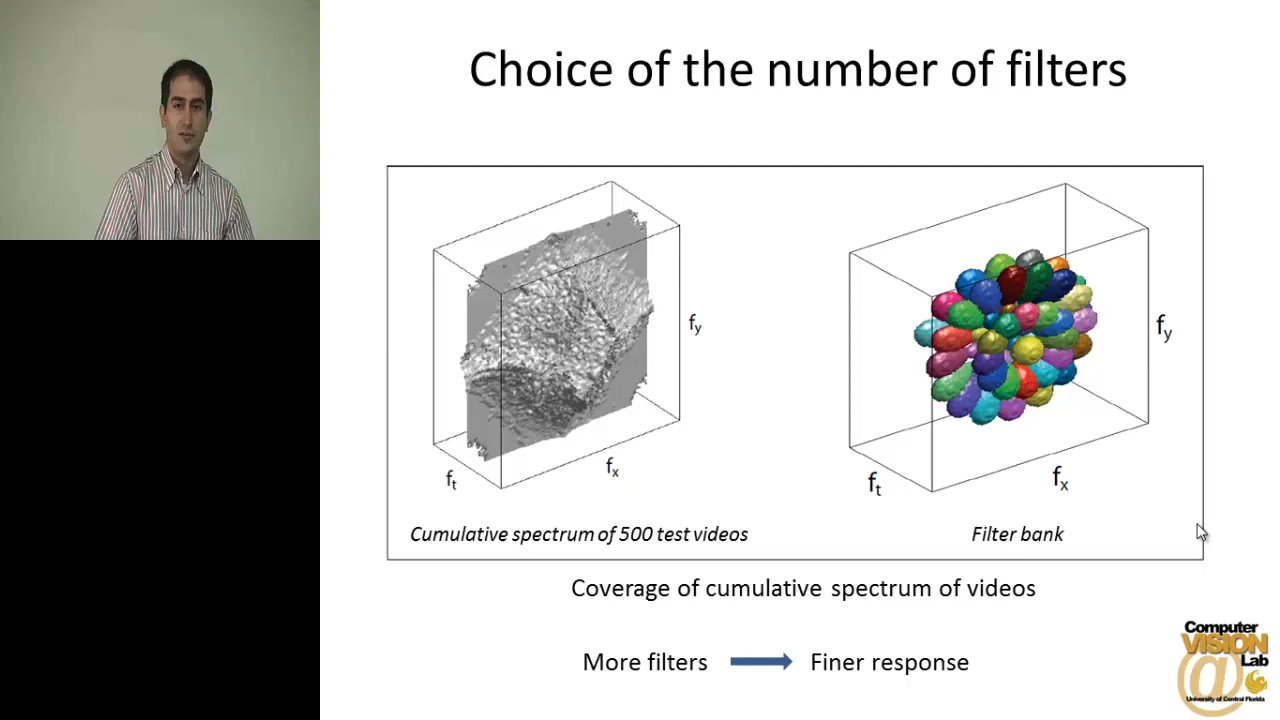 Choice of the number of filters
fy
fx
ft
Cumulative spectrum of 500 test videos
fy
fx
ft
Filter bank
Coverage of cumulative spectrum of videos
More filters Finer response
Computer
VISION
@ Lab
University of Central Florida